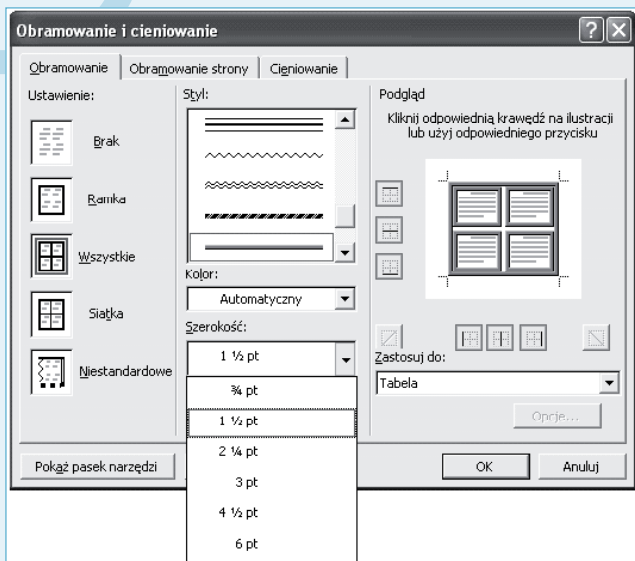 Obramowanie i cieniowanie
Obramowanie
Obramowanie strony
Cieniowanie
Ustawienie:
Brak
Ramka
Wszystkie
Siatka
Niestandardowe
Styl:
Kolor:
Automatyczny
Szerokość:
1 ½ pt
¾ pt
1 ½ pt
2 ¼ pt
3 pt
4 ½ pt
6 pt
Podgląd
Kliknij odpowiednią krawędź na ilustracji
lub użyj odpowiedniego przycisku
Zastosuj do:
Tabela
Opcje...
Pokaż pasek narzędzi
OK
Anuluj